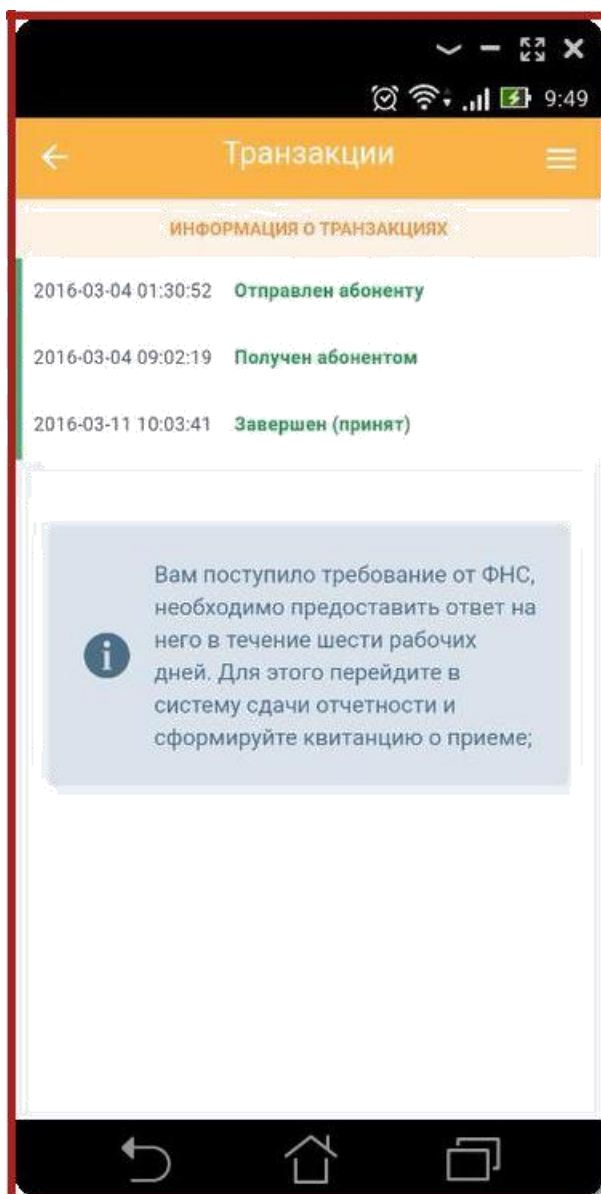 9:49
Транзакции
ИНФОРМАЦИЯ О ТРАНЗАКЦИЯХ
2016-03-04 01:30:52 Отправлен абоненту
2016-03-04 09:02:19 Получен абонентом
2016-03-11 10:03:41 Завершен (принят)
Вам поступило требование от ФНС,
необходимо предоставить ответ на
него в течение шести рабочих
дней. Для этого перейдите в
систему сдачи отчетности и
сформируйте квитанцию о приеме;